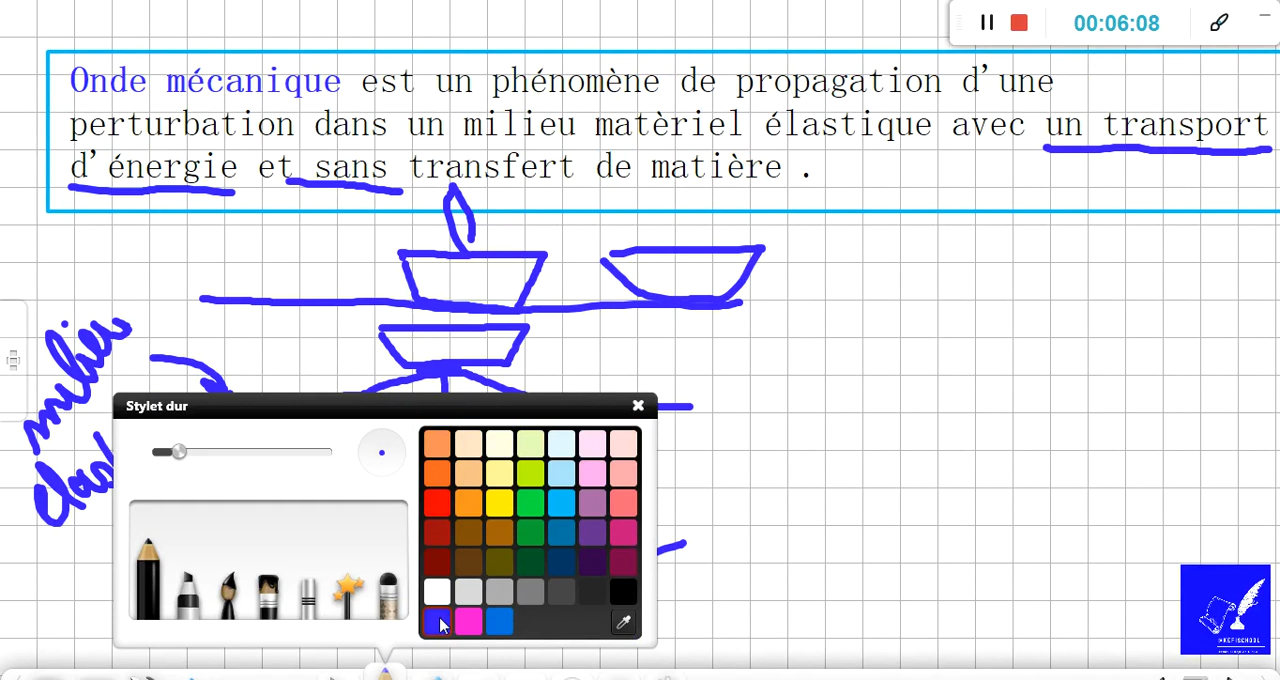 00:06:08
Onde mécanique est un phénomène de propagation d'une
perturbation dans un milieu matèriel élastique avec un transport
d'énergie et sans transfert de matière .
milieu
Stylet dur